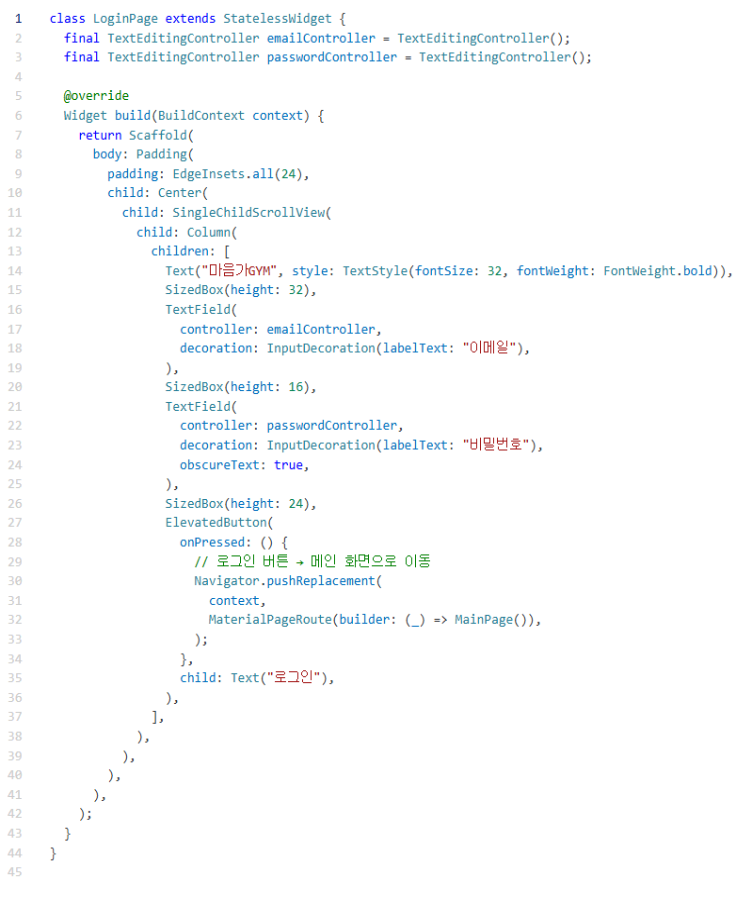 1 class LoginPage extends StatelessWidget {
2   final TextEditingController emailController = TextEditingController();
3   final TextEditingController passwordController = TextEditingController();
4
5   @override
6   Widget build(BuildContext context) {
7     return Scaffold(
8       body: Padding(
9         padding: EdgeInsets.all(24),
10         child: Center(
11           child: SingleChildScrollView(
12             child: Column(
13               children: [
14                 Text("마음가GYM", style: TextStyle(fontSize: 32, fontWeight: FontWeight.bold)),
15                 SizedBox(height: 32),
16                 TextField(
17                   controller: emailController,
18                   decoration: InputDecoration(labelText: "이메일"),
19                 ),
20                 SizedBox(height: 16),
21                 TextField(
22                   controller: passwordController,
23                   decoration: InputDecoration(labelText: "비밀번호"),
24                   obscureText: true,
25                 ),
26                 SizedBox(height: 24),
27                 ElevatedButton(
28                   onPressed: () {
29                     // 로그인 버튼 → 메인 화면으로 이동
30                     Navigator.pushReplacement(
31                       context,
32                       MaterialPageRoute(builder: (_) => MainPage()),
33                     );
34                   },
35                   child: Text("로그인"),
36                 ),
37               ],
38             ),
39           ),
40         ),
41       ),
42     );
43   }
44 }
45